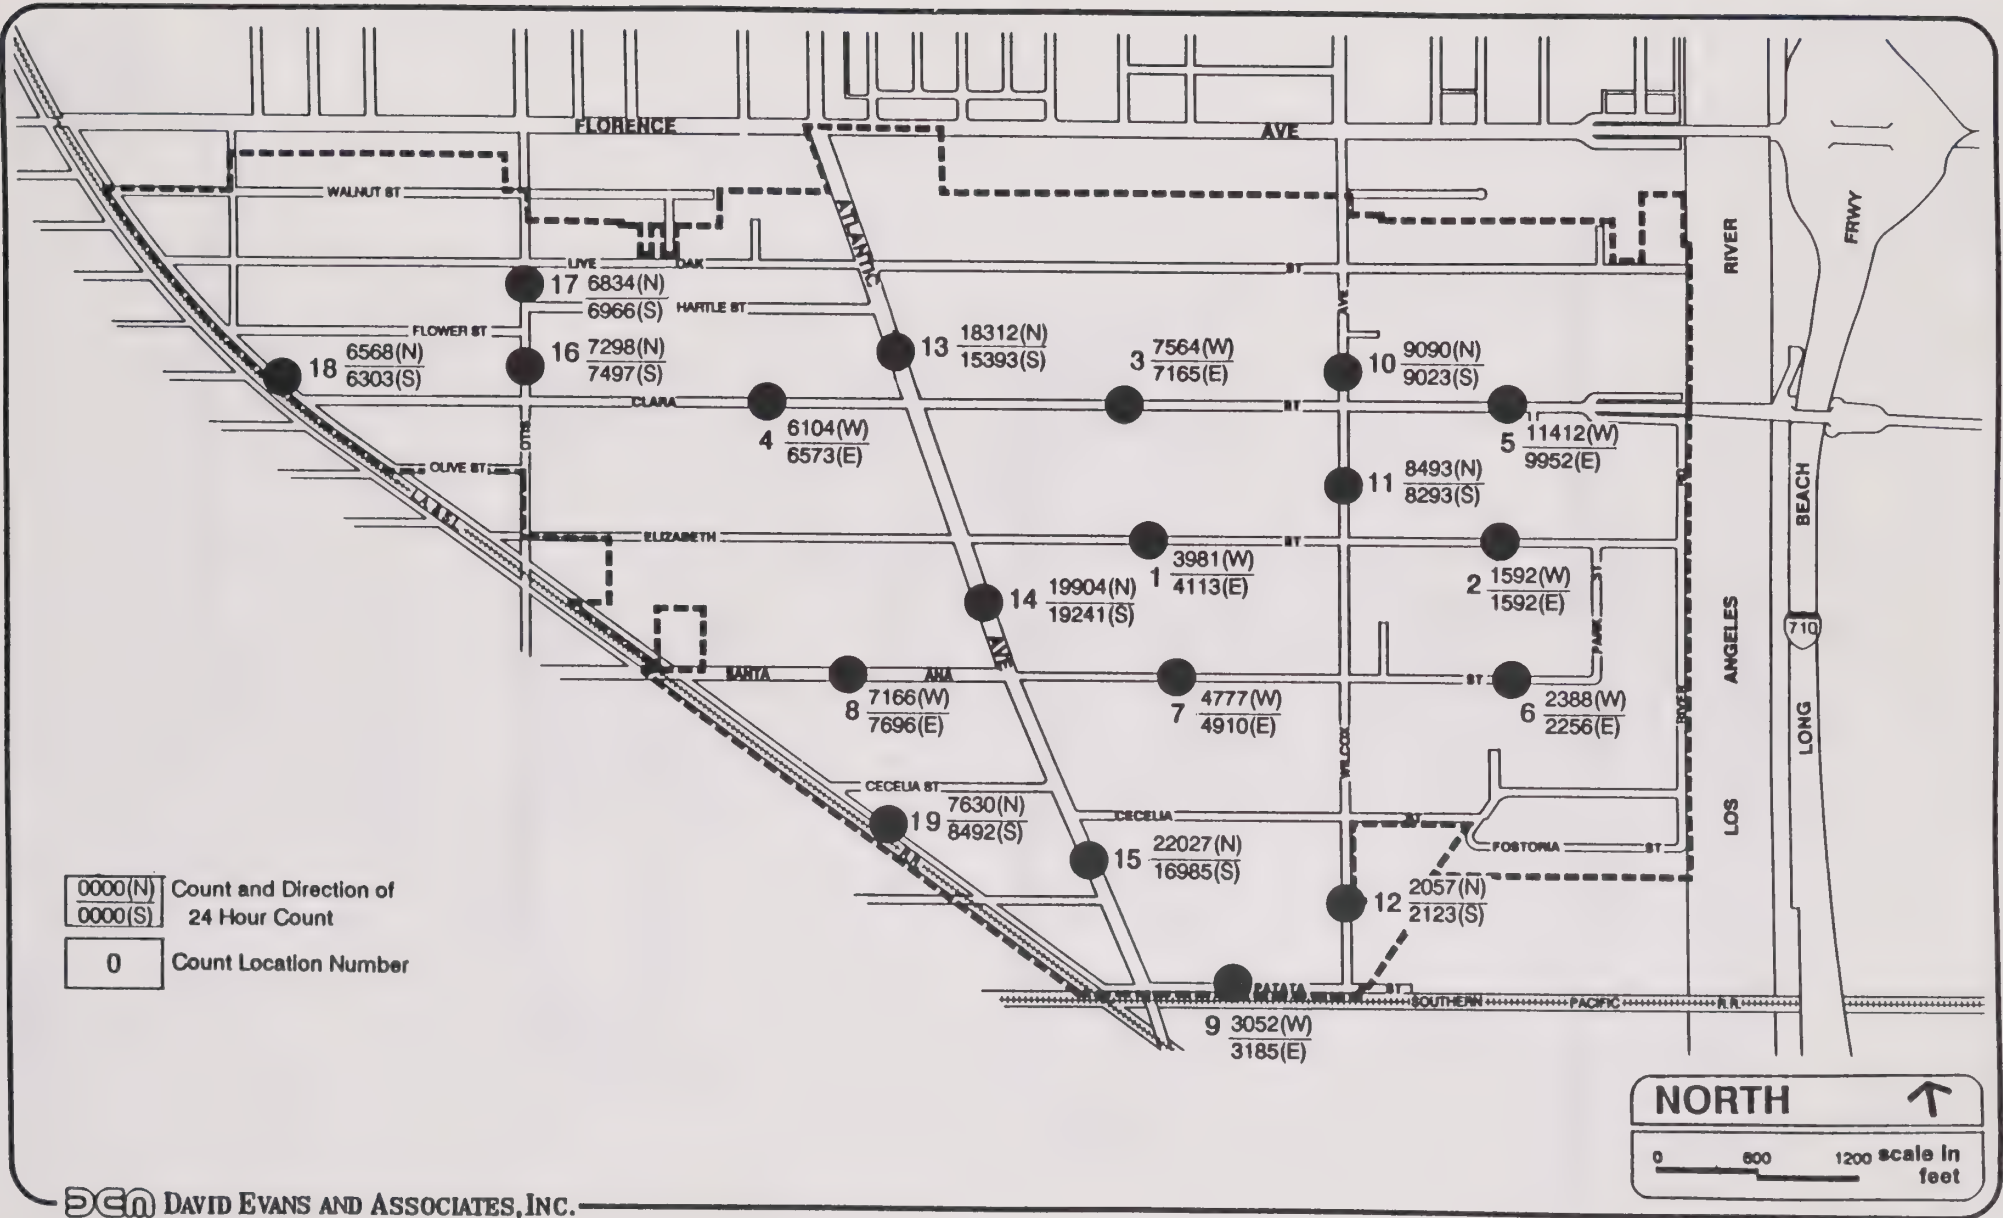 FLORENCE AVE
WALNUT ST
ATLANTIC
AVE
LIVE OAK ST
17 6834(N)
6966(S)
HARTLE ST
FLOWER ST
18 6568(N)
6303(S)
16 7298(N)
7497(S)
13 18312(N)
15393(S)
3 7564(W)
7165(E)
AVE
10 9090(N)
9023(S)
CLARA ST
4 6104(W)
6573(E)
5 11412(W)
9952(E)
OTIS
OLIVE ST
11 8493(N)
8293(S)
RD
ELIZABETH ST
1 3981(W)
4113(E)
2 1592(W)
1592(E)
14 19904(N)
19241(S)
PARK ST
SANTA ANA ST
8 7166(W)
7696(E)
7 4777(W)
4910(E)
6 2388(W)
2256(E)
RIVER
WILCOX
CECELIA ST
19 7630(N)
8492(S)
CECELIA ST
FOSTORIA ST
15 22027(N)
16985(S)
12 2057(N)
2123(S)
PATATA ST
SOUTHERN PACIFIC R.R.
9 3052(W)
3185(E)
LOS ANGELES RIVER
LONG BEACH FRWY
710
0000(N)
0000(S)
Count and Direction of
24 Hour Count
0
Count Location Number
NORTH
0 600 1200 scale in
feet
DAVID EVANS AND ASSOCIATES, INC.